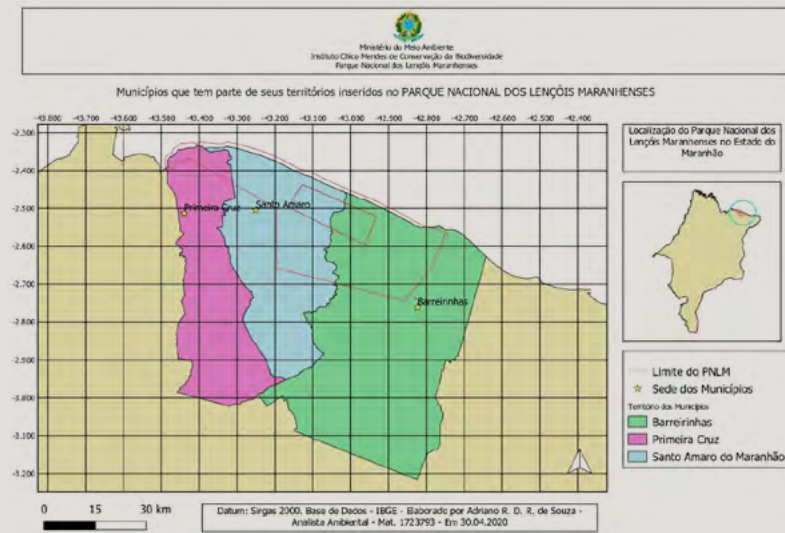 Ministério do Meio Ambiente
Instituto Chico Mendes de Conservação da Biodiversidade
Parque Nacional dos Lençóis Maranhenses
Municípios que tem parte de seus territórios inseridos no PARQUE NACIONAL DOS LENÇÓIS MARANHENSES
-43.800 -43.700 -43.600 -43.500 -43.400 -43.300 -43.200 -43.100 -43.000 -42.900 -42.800 -42.700 -42.600 -42.500 -42.400
-2.300
-2.400
-2.500
-2.600
-2.700
-2.800
-2.900
-3.000
-3.100
-3.200
Primeira Cruz
Santo Amaro
Barreirinhas
Localização do Parque Nacional dos
Lençóis Maranhenses no Estado do
Maranhão
Limite do PNLM
Sede dos Municípios
Território dos Municípios
Barreirinhas
Primeira Cruz
Santo Amaro do Maranhão
0 15 30 km
Datum: Sirgas 2000. Base de Dados - IBGE - Elaborado por Adriano R. D. R. de Souza -
Analista Ambiental - Mat. 1723793 - Em 30.04.2020